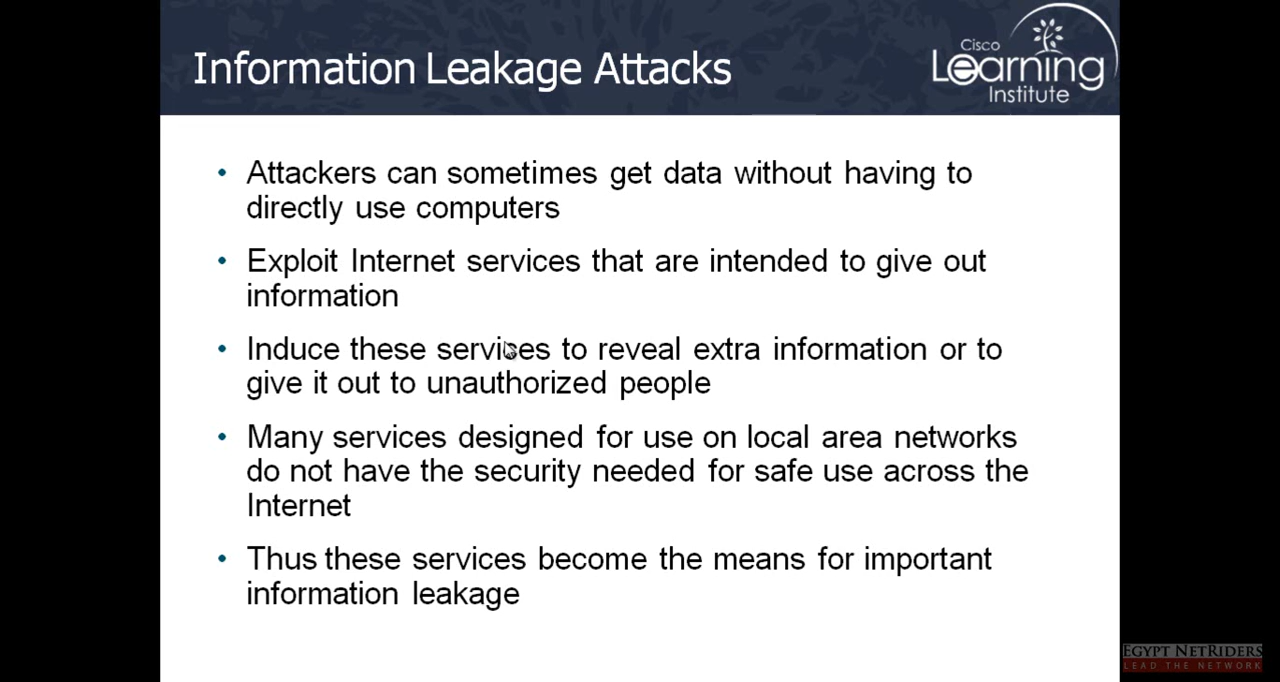 Information Leakage Attacks
Cisco
Learning
Institute
• Attackers can sometimes get data without having to
directly use computers
• Exploit Internet services that are intended to give out
information
• Induce these services to reveal extra information or to
give it out to unauthorized people
• Many services designed for use on local area networks
do not have the security needed for safe use across the
Internet
• Thus these services become the means for important
information leakage
EGYPT NETRIDERS
LEAD THE NETWORK